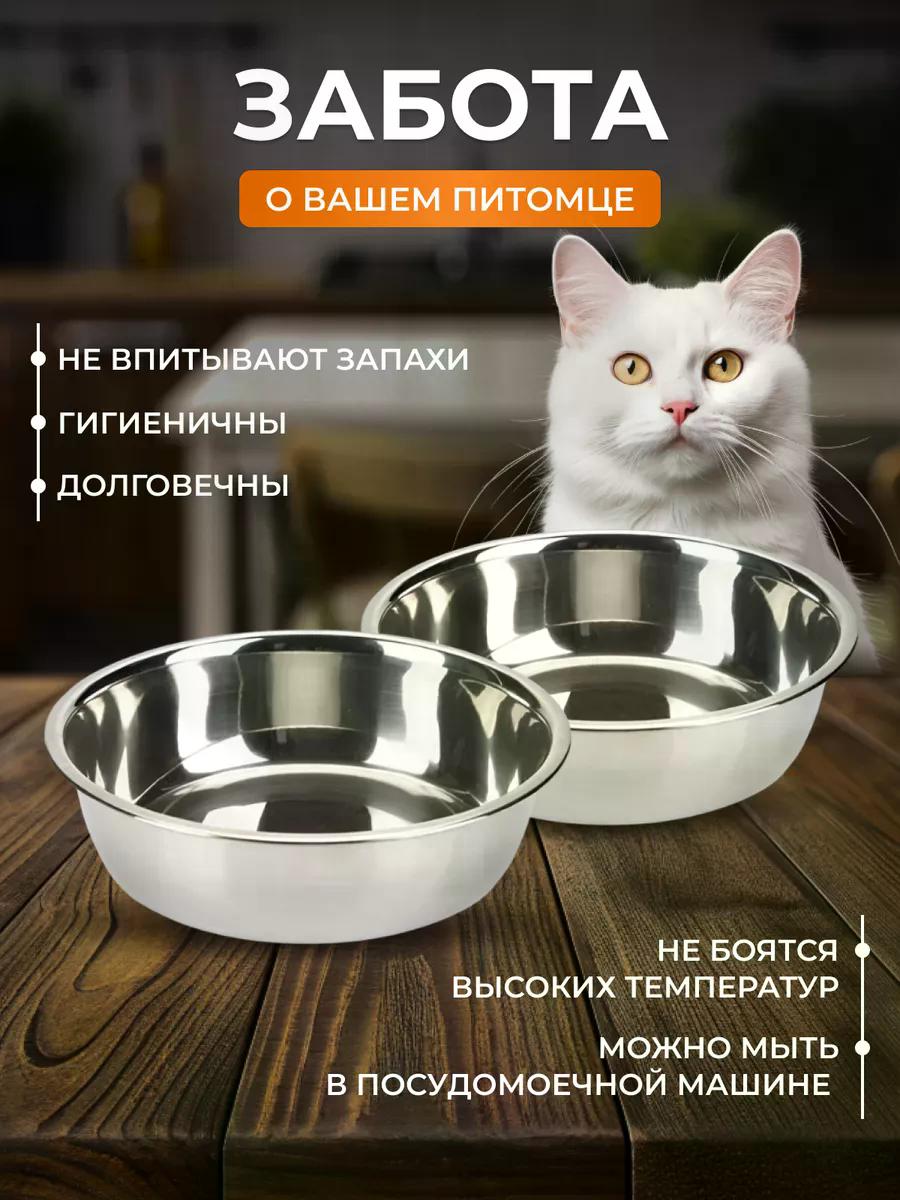 ЗАБОТА
О ВАШЕМ ПИТОМЦЕ
НЕ ВПИТЫВАЮТ ЗАПАХИ
ГИГИЕНИЧНЫ
ДОЛГОВЕЧНЫ
НЕ БОЯТСЯ
ВЫСОКИХ ТЕМПЕРАТУР
МОЖНО МЫТЬ
В ПОСУДОМОЕЧНОЙ МАШИНЕ